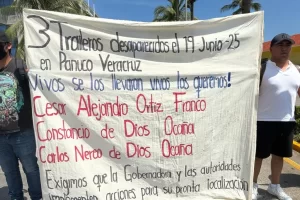 3 Traileros desaparecidos el 19 Junio-25
en Panuco Veracruz
Vivos se los llevaran vivos los queremos!
Cesar Alejandro Ortiz Franco
Constancio de Dios Ocaña
Carlos Nereo de Dios Ocaña
Exigimos que la Gobernadora y las autoridades
implementen acciones para su pronta localización